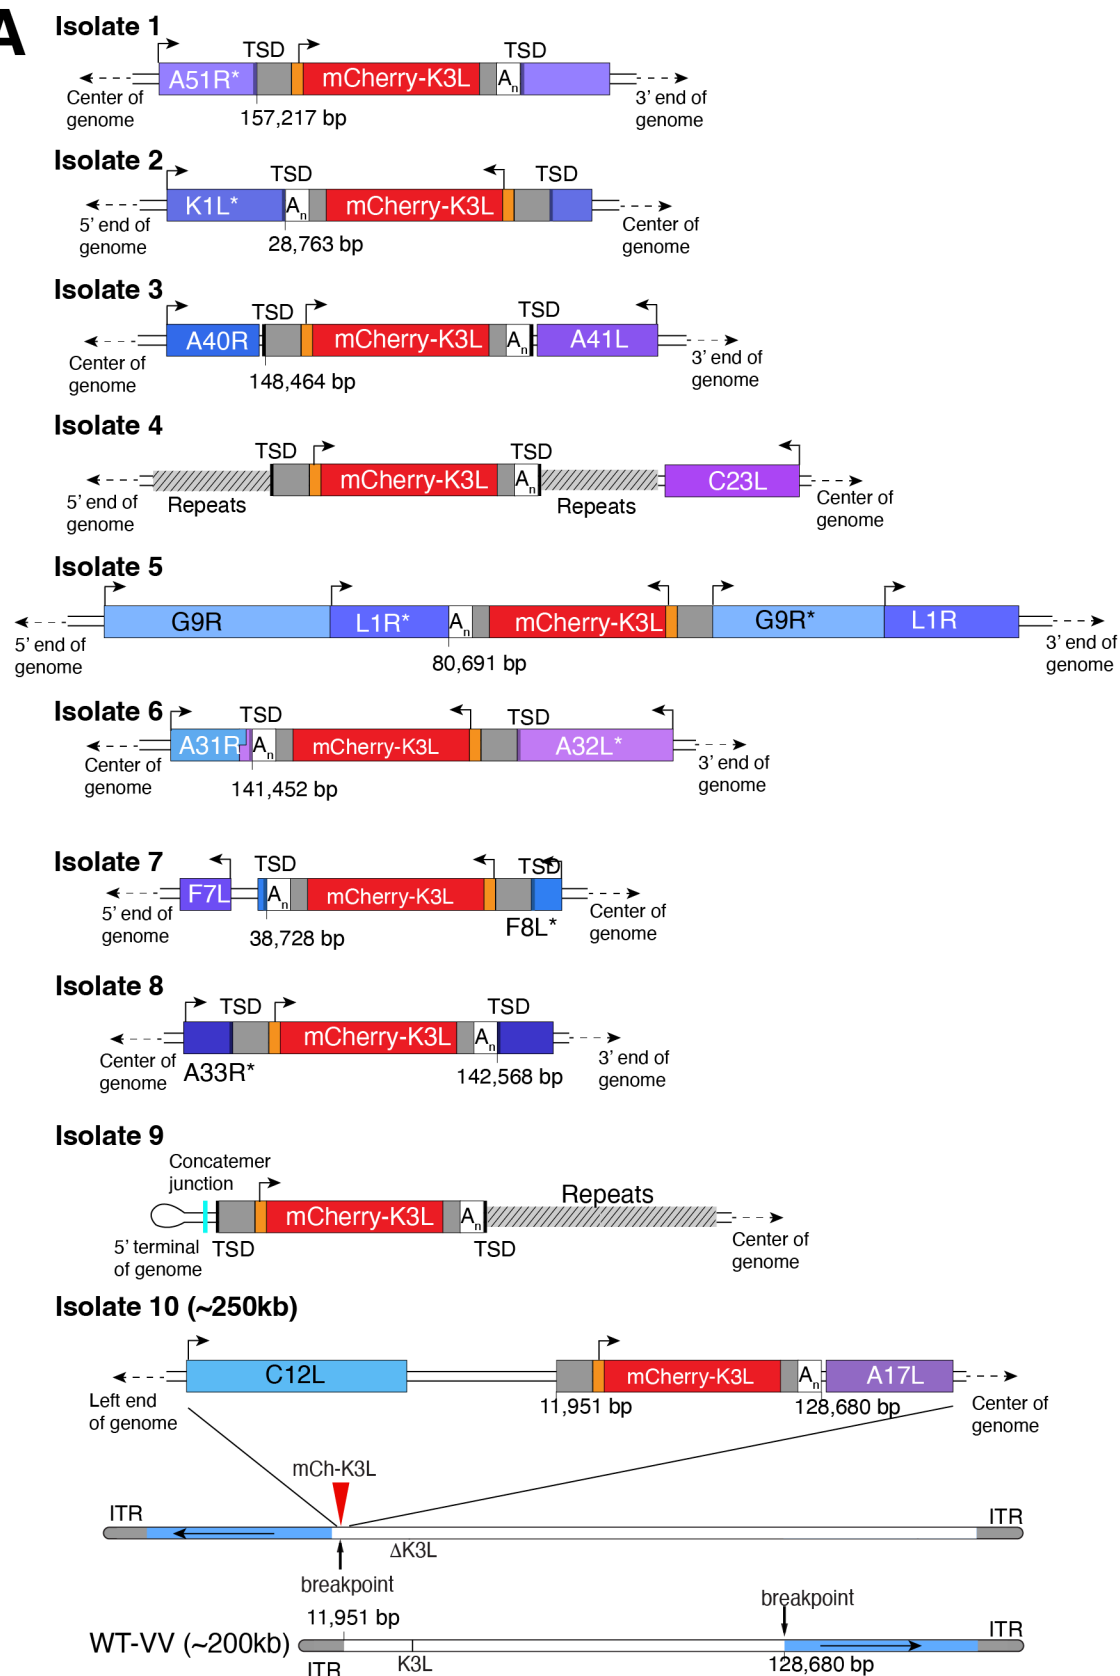 A
Isolate 1
TSD TSD
A51R* mCherry-K3L An
Center of genome
3' end of genome
157,217 bp
Isolate 2
TSD TSD
K1L* An mCherry-K3L
5' end of genome
Center of genome
28,763 bp
Isolate 3
TSD TSD
A40R mCherry-K3L An A41L
Center of genome
3' end of genome
148,464 bp
Isolate 4
TSD TSD
mCherry-K3L An C23L
5' end of genome
Repeats
Repeats
Center of genome
Isolate 5
G9R L1R* An mCherry-K3L G9R* L1R
5' end of genome
3' end of genome
80,691 bp
Isolate 6
TSD TSD
A31R An mCherry-K3L A32L*
Center of genome
3' end of genome
141,452 bp
Isolate 7
TSD TSD
F7L An mCherry-K3L
5' end of genome
F8L*
Center of genome
38,728 bp
Isolate 8
TSD TSD
mCherry-K3L An
Center of genome
A33R*
142,568 bp
3' end of genome
Isolate 9
Concatemer junction
Repeats
mCherry-K3L An
5' terminal of genome
TSD TSD
Center of genome
Isolate 10 (~250kb)
C12L mCherry-K3L An A17L
Left end of genome
11,951 bp 128,680 bp
Center of genome
mCh-K3L
ITR ITR
ΔK3L
breakpoint
breakpoint
11,951 bp
ITR
WT-VV (~200kb)
ITR K3L 128,680 bp